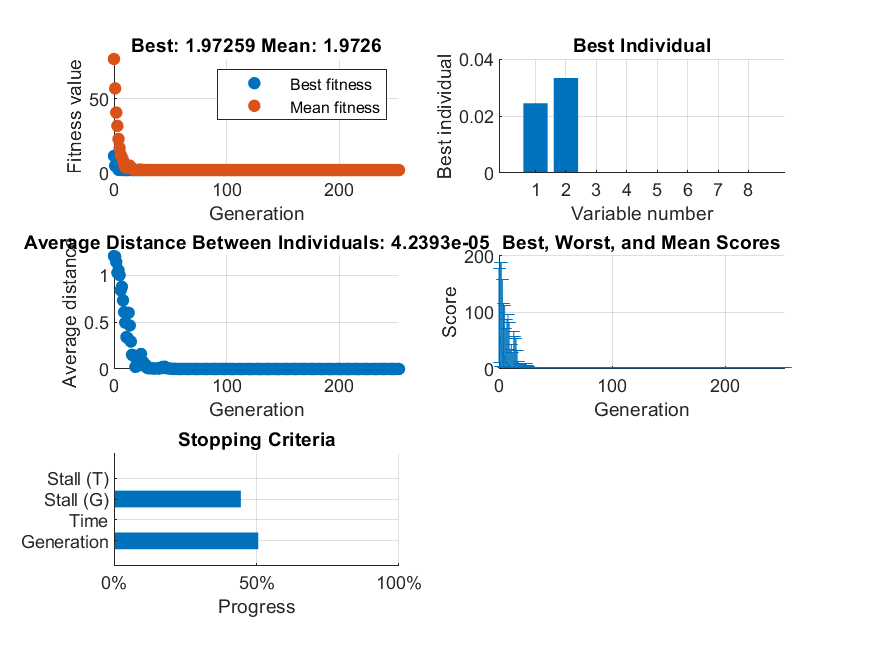 Best: 1.97259 Mean: 1.9726
Fitness value
50
0
0
100
200
Generation
Best fitness
Mean fitness
Best Individual
Best individual
0.04
0.02
0
1 2 3 4 5 6 7 8
Variable number
Average Distance Between Individuals: 4.2393e-05
Average distance
1
0.5
0
0
100
200
Generation
Best, Worst, and Mean Scores
Score
200
100
0
0
100
200
Generation
Stopping Criteria
Stall (T)
Stall (G)
Time
Generation
0% 50% 100%
Progress